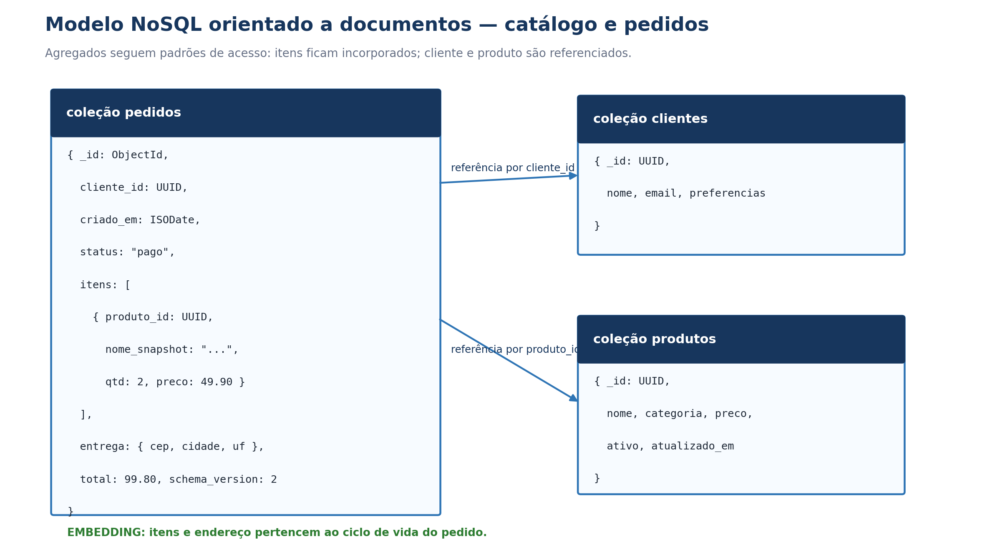 Modelo NoSQL orientado a documentos — catálogo e pedidos
Agregados seguem padrões de acesso: itens ficam incorporados; cliente e produto são referenciados.
coleção pedidos
{ _id: ObjectId,
cliente_id: UUID,
criado_em: ISODate,
status: "pago",
itens: [
{ produto_id: UUID,
nome_snapshot: "...",
qtd: 2, preco: 49.90 }
],
entrega: { cep, cidade, uf },
total: 99.80, schema_version: 2
}
EMBEDDING: itens e endereço pertencem ao ciclo de vida do pedido.
referência por cliente_id
referência por produto_id
coleção clientes
{ _id: UUID,
nome, email, preferencias
}
coleção produtos
{ _id: UUID,
nome, categoria, preco,
ativo, atualizado_em
}